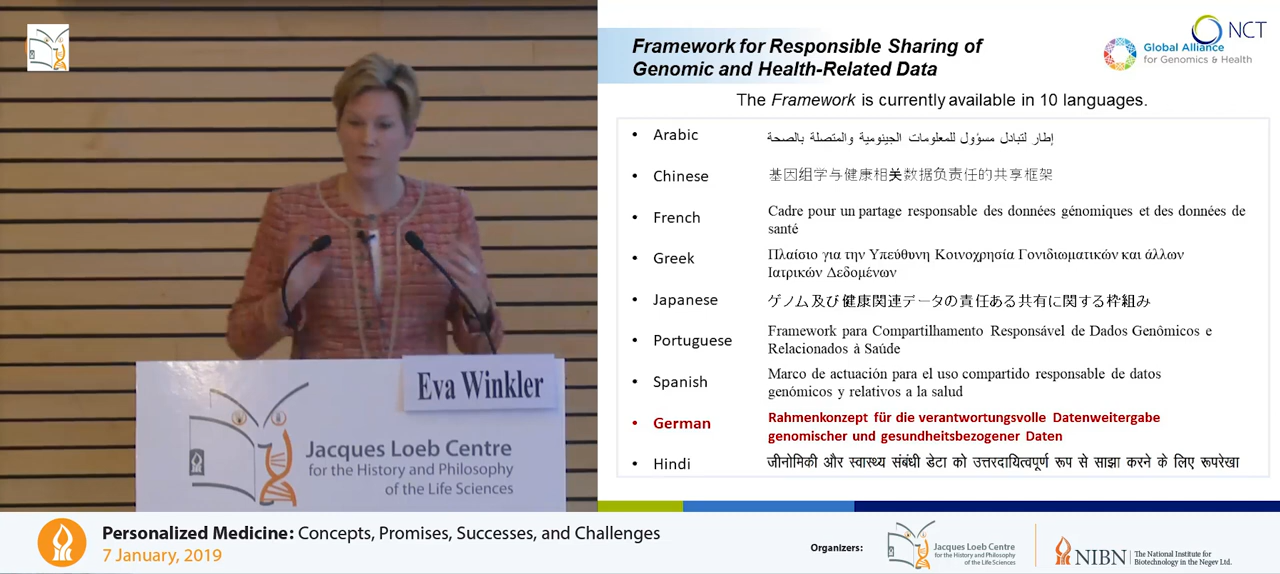 Framework for Responsible Sharing of
Genomic and Health-Related Data
NCT
Global Alliance
for Genomics & Health
The Framework is currently available in 10 languages.
• Arabic إطار لتبادل مسؤول للمعلومات الجينومية والمتصلة بالصحة
• Chinese 基因组学与健康相关数据负责任的共享框架
• French Cadre pour un partage responsable des données génomiques et des données de
santé
• Greek Πλαίσιο για την Υπεύθυνη Κοινοχρησία Γονιδιωματικών και άλλων
Ιατρικών Δεδομένων
• Japanese ゲノム及び健康関連データの責任ある共有に関する枠組み
• Portuguese Framework para Compartilhamento Responsável de Dados Genômicos e
Relacionados à Saúde
• Spanish Marco de actuación para el uso compartido responsable de datos
genómicos y relativos a la salud
• German Rahmenkonzept für die verantwortungsvolle Datenweitergabe
genomischer und gesundheitsbezogener Daten
• Hindi जीनोमिकी और स्वास्थ्य संबंधी डेटा को उत्तरदायित्वपूर्ण रूप से साझा करने के लिए रूपरेखा
Eva Winkler
Jacques Loeb Centre
for the History and Philosophy
of the Life Sciences
Personalized Medicine: Concepts, Promises, Successes, and Challenges
7 January, 2019
Organizers:
Jacques Loeb Centre
for the History and Philosophy
of the Life Sciences
NIBN
The National Institute for
Biotechnology in the Negev Ltd.